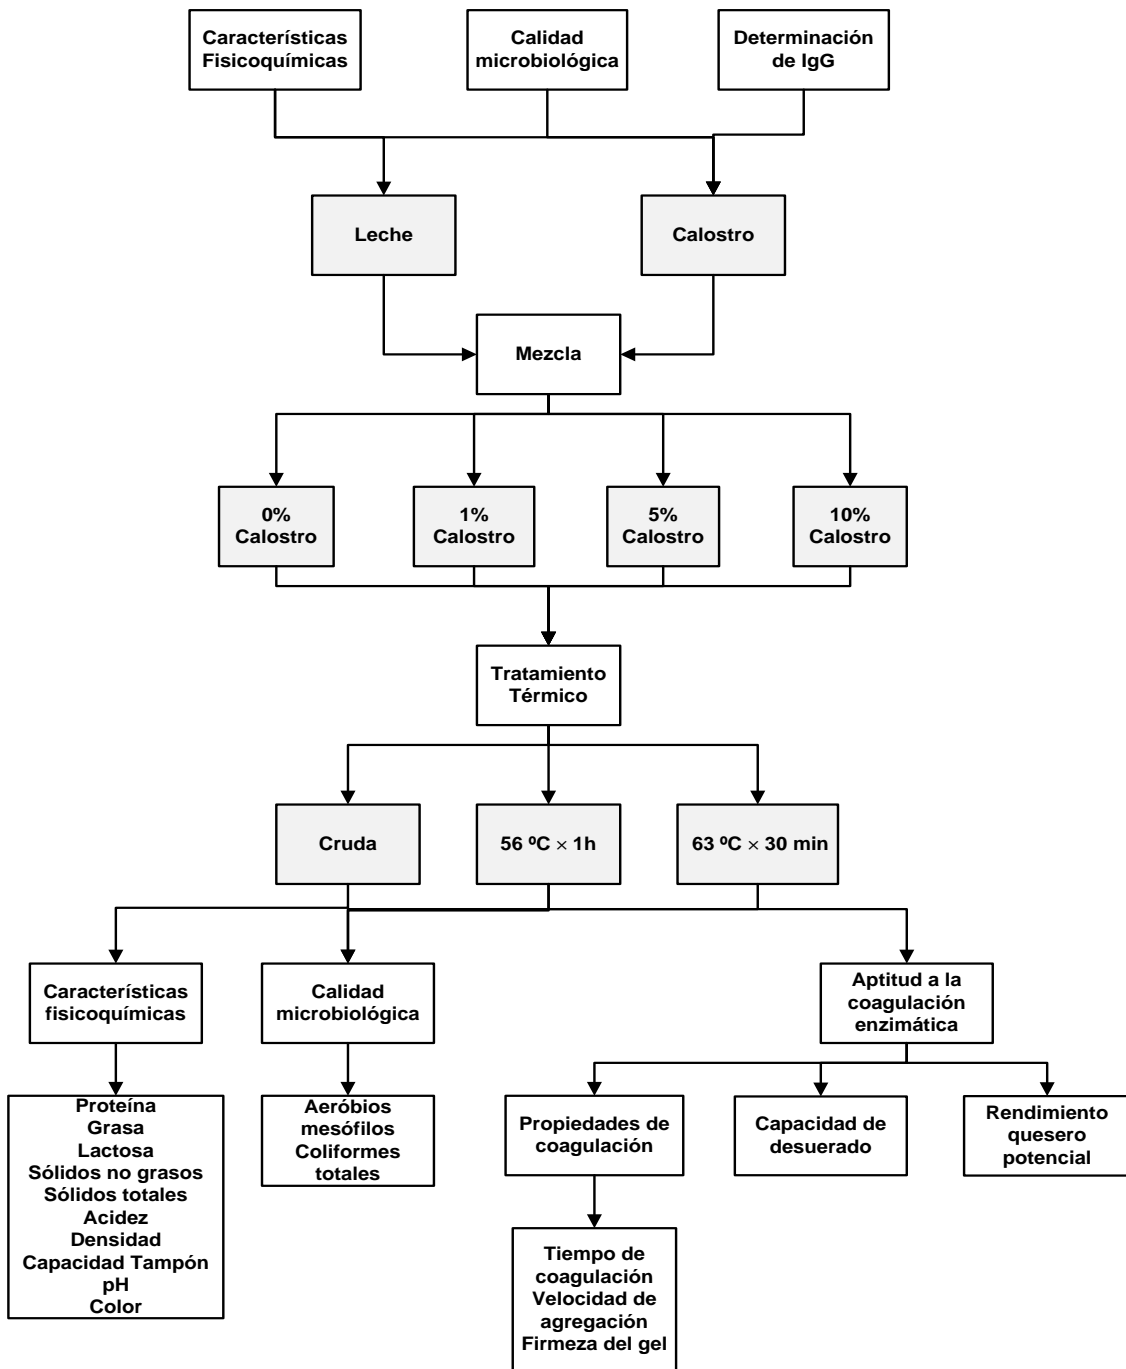 Características
Fisicoquímicas
Calidad
microbiológica
Determinación
de IgG
Leche
Calostro
Mezcla
0%
Calostro
1%
Calostro
5%
Calostro
10%
Calostro
Tratamiento
Térmico
Cruda
56 ºC × 1h
63 ºC × 30 min
Características
fisicoquímicas
Calidad
microbiológica
Aptitud a la
coagulación
enzimática
Proteína
Grasa
Lactosa
Sólidos no grasos
Sólidos totales
Acidez
Densidad
Capacidad Tampón
pH
Color
Aeróbios
mesófilos
Coliformes
totales
Propiedades de
coagulación
Capacidad de
desuerado
Rendimiento
quesero
potencial
Tiempo de
coagulación
Velocidad de
agregación
Firmeza del gel